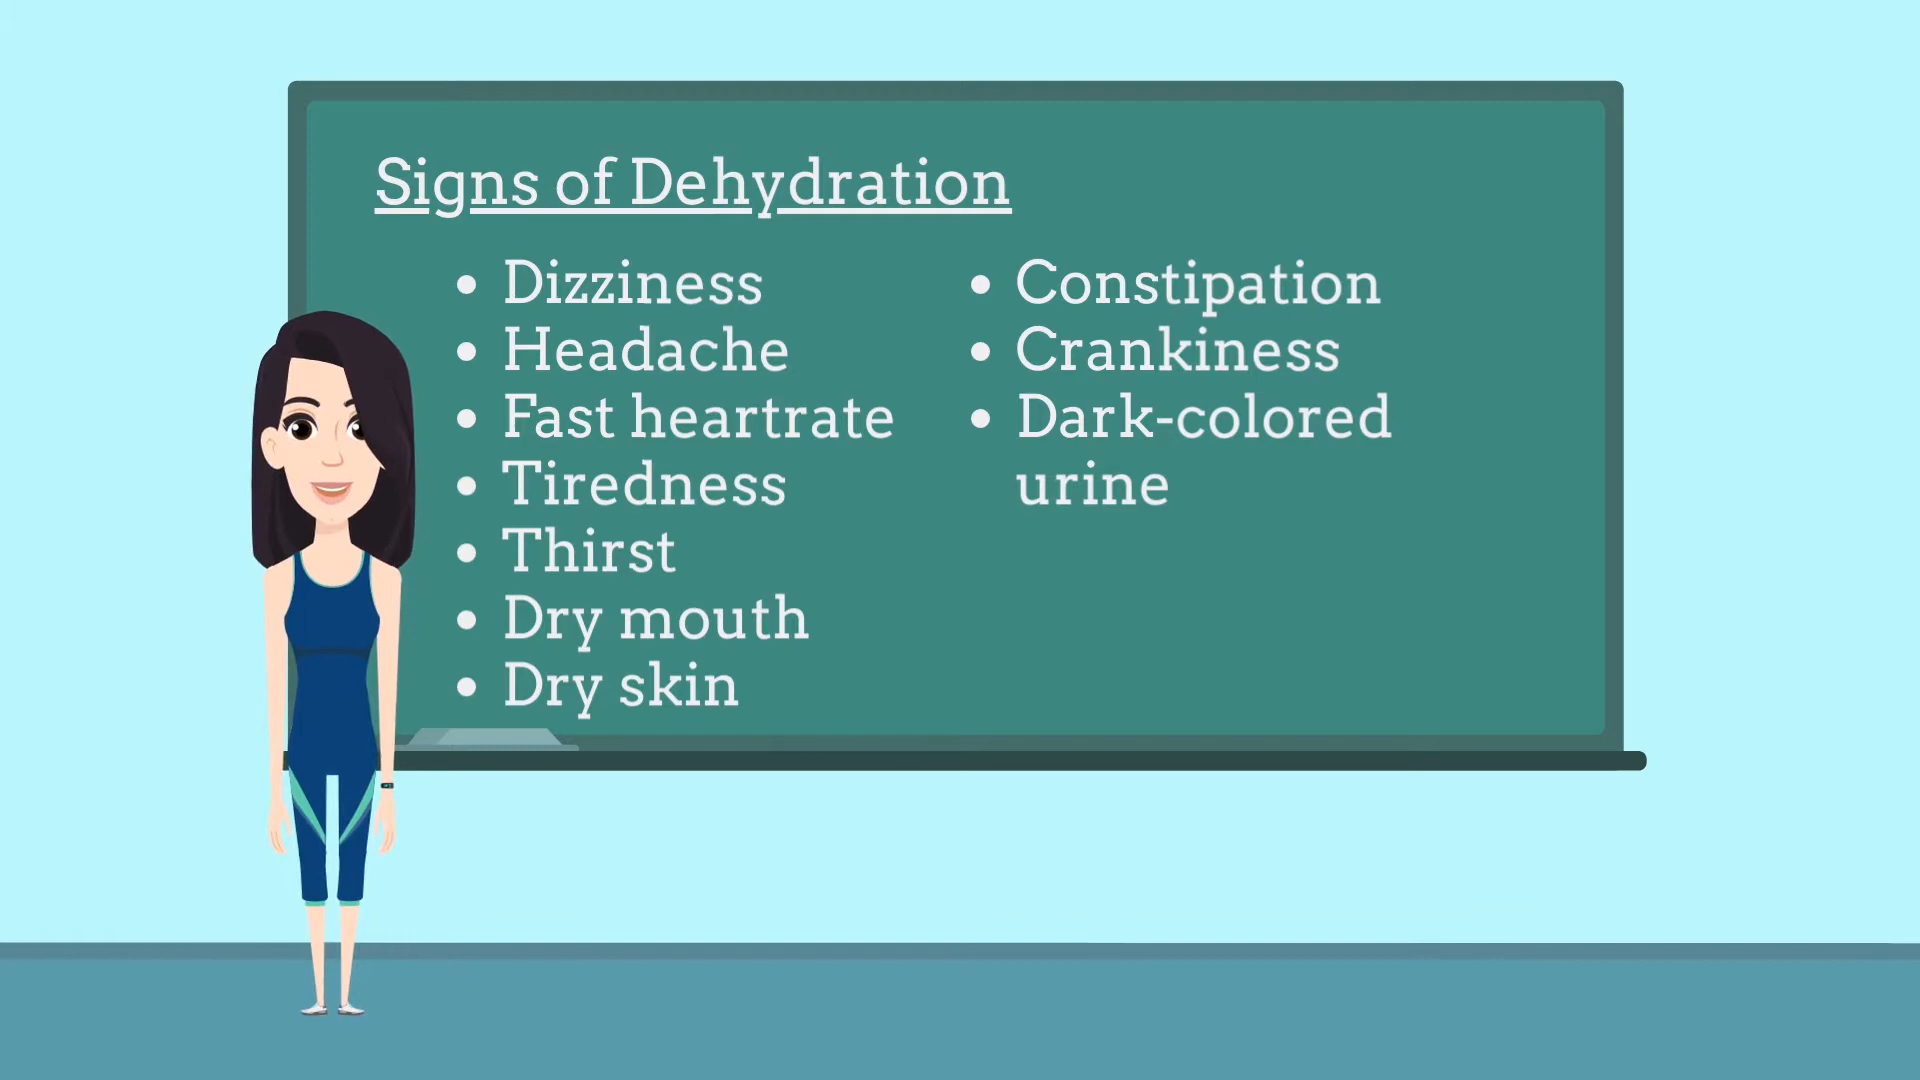 Signs of Dehydration
• Dizziness
• Headache
• Fast heartrate
• Tiredness
• Thirst
• Dry mouth
• Dry skin
• Constipation
• Crankiness
• Dark-colored
urine